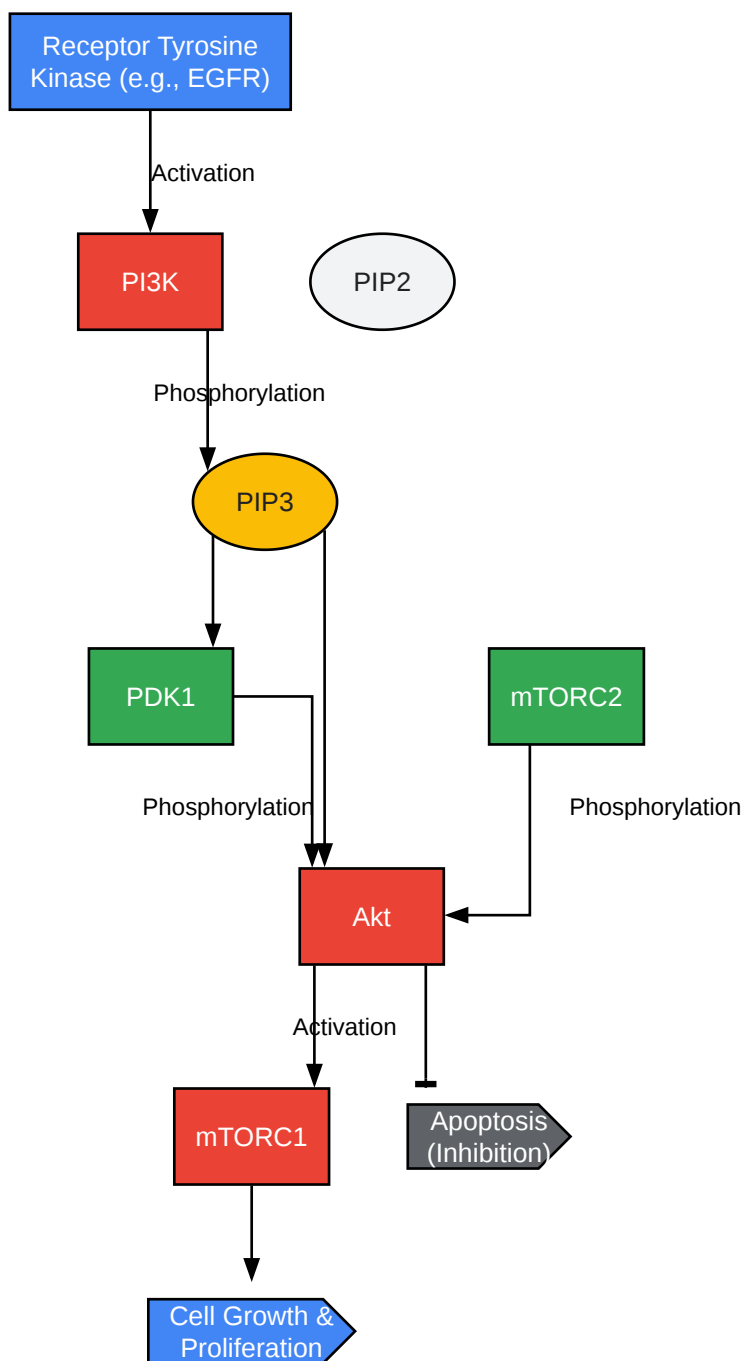 Receptor Tyrosine
Kinase (e.g., EGFR)
Activation
PI3K
PIP2
Phosphorylation
PIP3
PDK1
mTORC2
Phosphorylation
Phosphorylation
Akt
Activation
mTORC1
Apoptosis
(Inhibition)
Cell Growth &
Proliferation